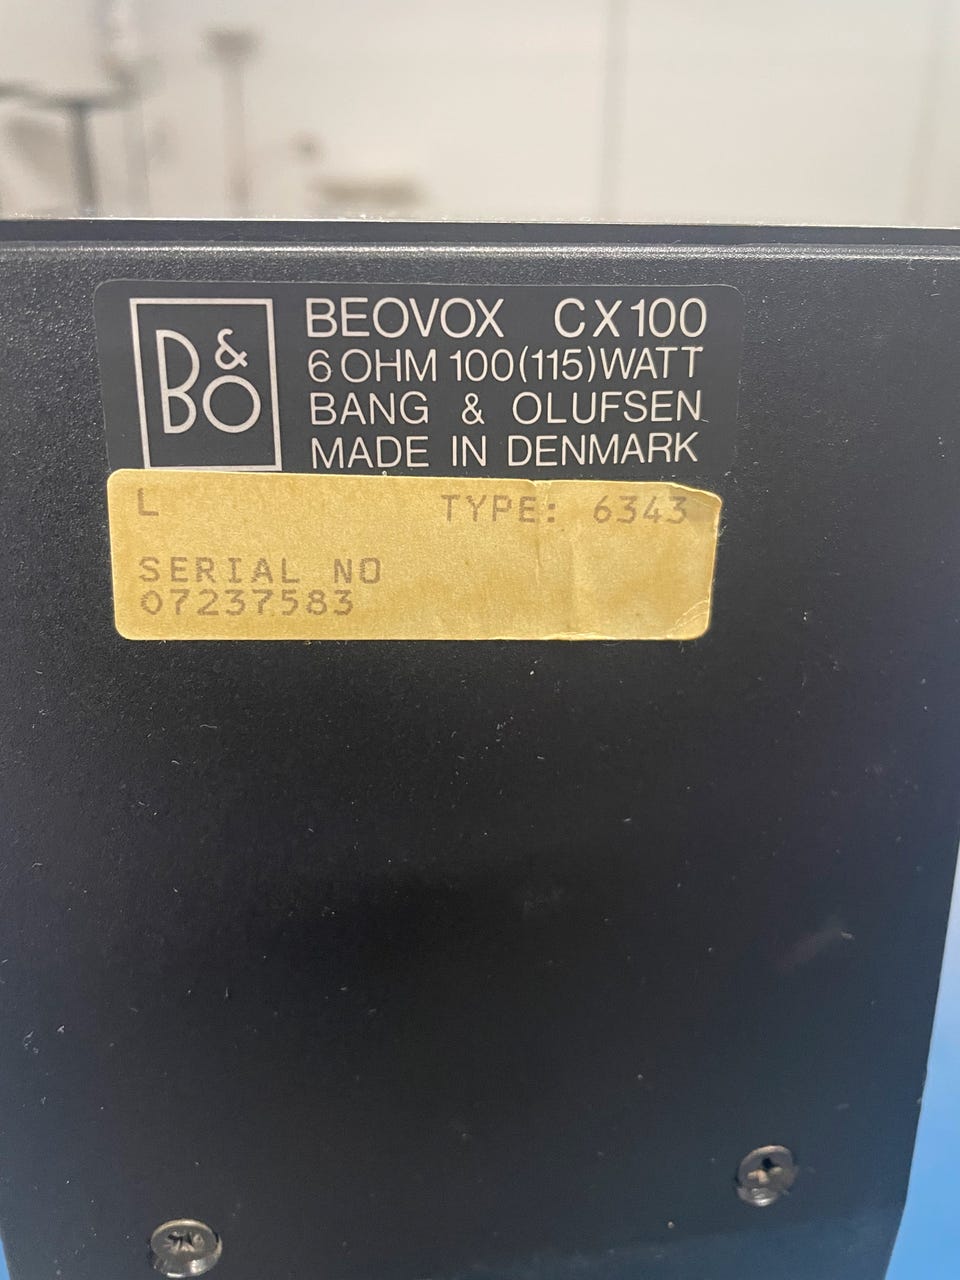 B&O
BEOVOX CX100
6 OHM 100(115)WATT
BANG & OLUFSEN
MADE IN DENMARK
L TYPE: 6343
SERIAL NO
07237583